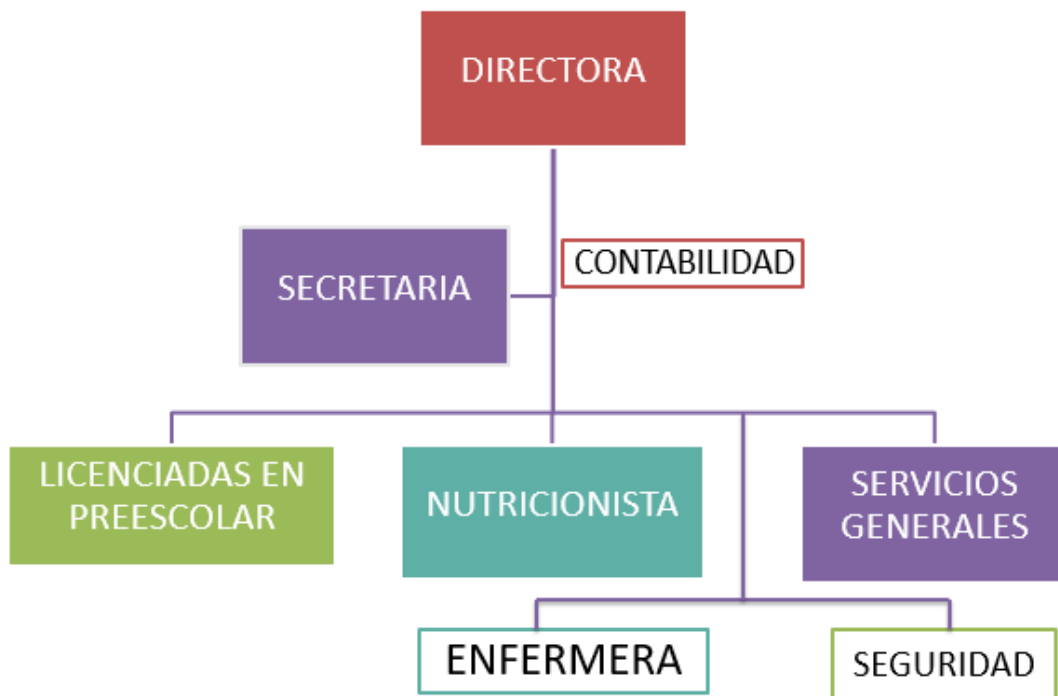 DIRECTORA
SECRETARIA
CONTABILIDAD
LICENCIADAS EN
PREESCOLAR
NUTRICIONISTA
SERVICIOS
GENERALES
ENFERMERA
SEGURIDAD